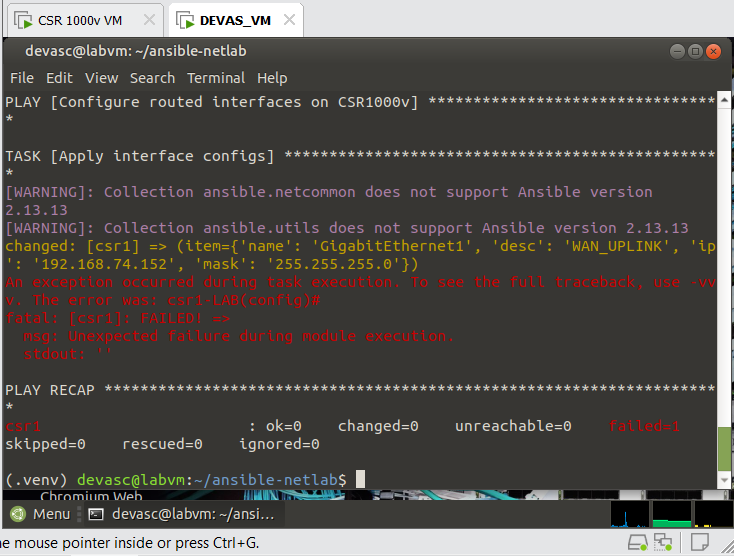 CSR 1000v VM
DEVAS_VM
devasc@labvm: ~/ansible-netlab
File Edit View Search Terminal Help
PLAY [Configure routed interfaces on CSR1000v] ********************************
*
TASK [Apply interface configs] ************************************************
*
[WARNING]: Collection ansible.netcommon does not support Ansible version
2.13.13
[WARNING]: Collection ansible.utils does not support Ansible version 2.13.13
changed: [csr1] => (item={'name': 'GigabitEthernet1', 'desc': 'WAN_UPLINK', 'ip
': '192.168.74.152', 'mask': '255.255.255.0'})
An exception occurred during task execution. To see the full traceback, use -vv
v. The error was: csr1-LAB(config)#
fatal: [csr1]: FAILED! =>
msg: Unexpected failure during module execution.
stdout: ''
PLAY RECAP ********************************************************************
*
csr1 : ok=0 changed=0 unreachable=0 failed=1
skipped=0 rescued=0 ignored=0
(.venv) devasc@labvm:~/ansible-netlab$
Chromium Web
Menu
devasc@labvm: ~/ansi...
he mouse pointer inside or press Ctrl+G.